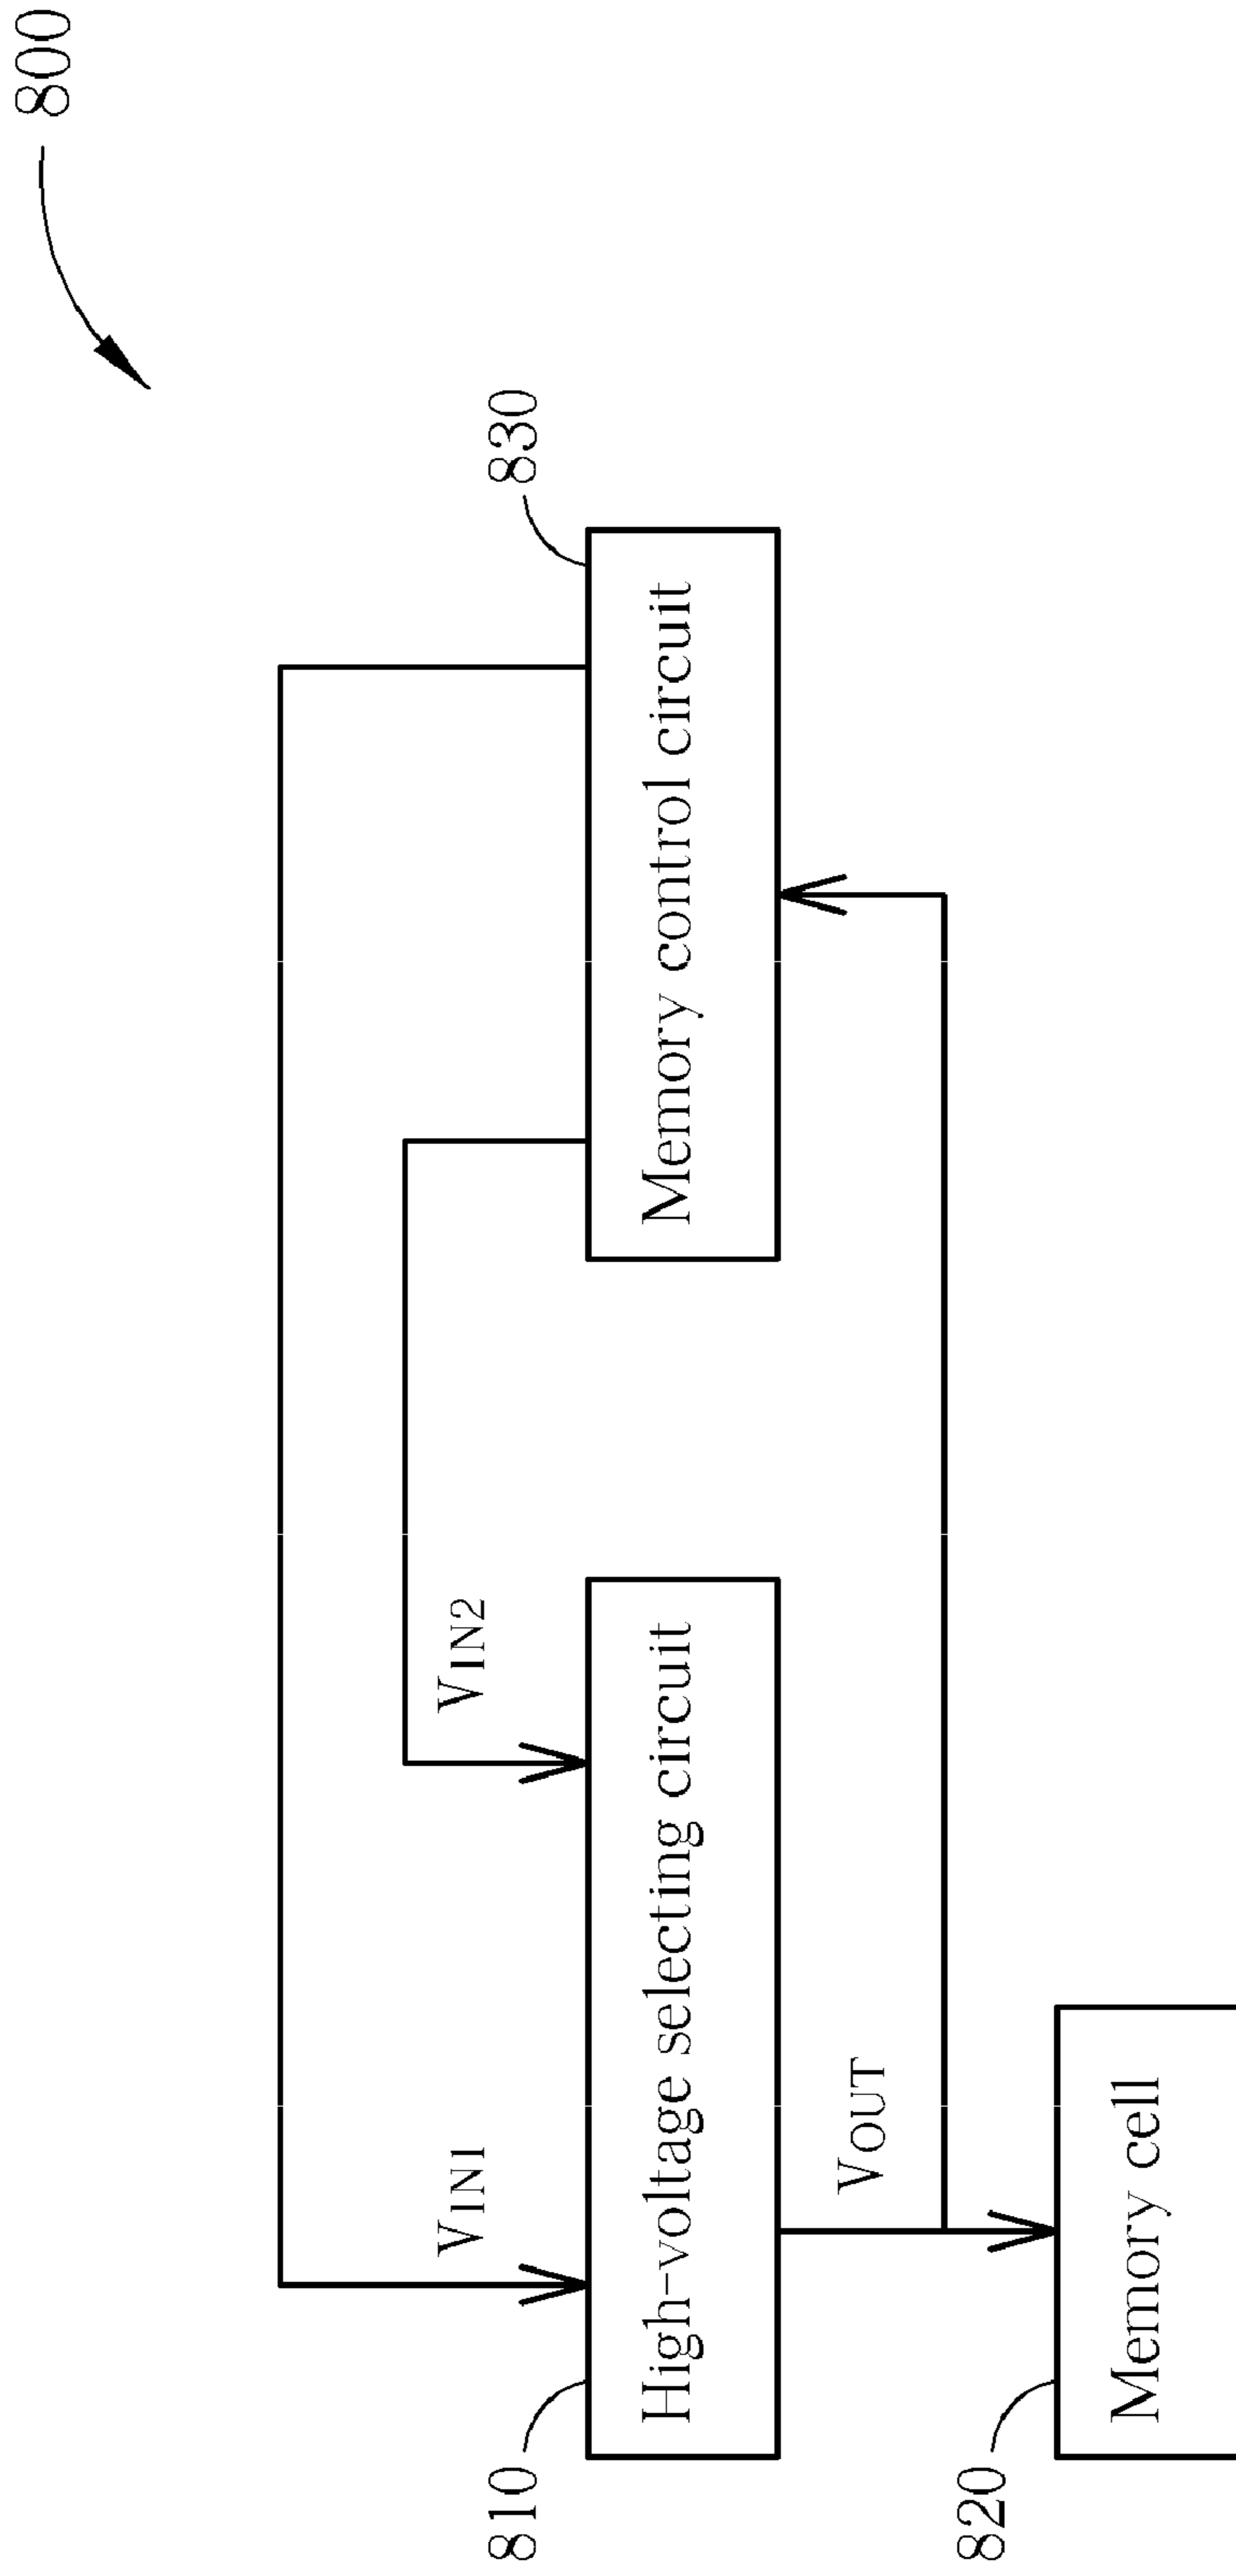 800
830
Memory control circuit
VIN2
VIN1
810
High-voltage selecting circuit
VOUT
820
Memory cell